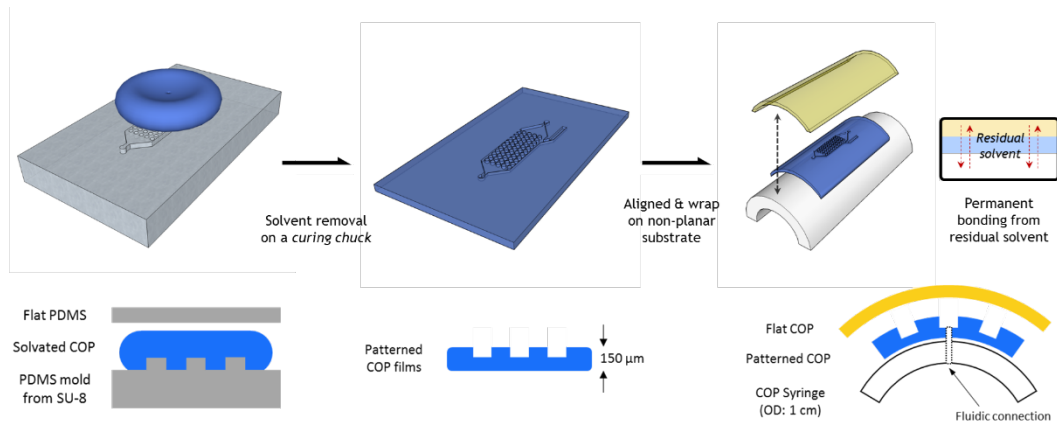 Solvent removal
on a curing chuck
Aligned & wrap
on non-planar
substrate
Residual
solvent
Permanent
bonding from
residual solvent
Flat PDMS
Solvated COP
PDMS mold
from SU-8
Patterned
COP films
150 µm
Flat COP
Patterned COP
COP Syringe
(OD: 1 cm)
Fluidic connection